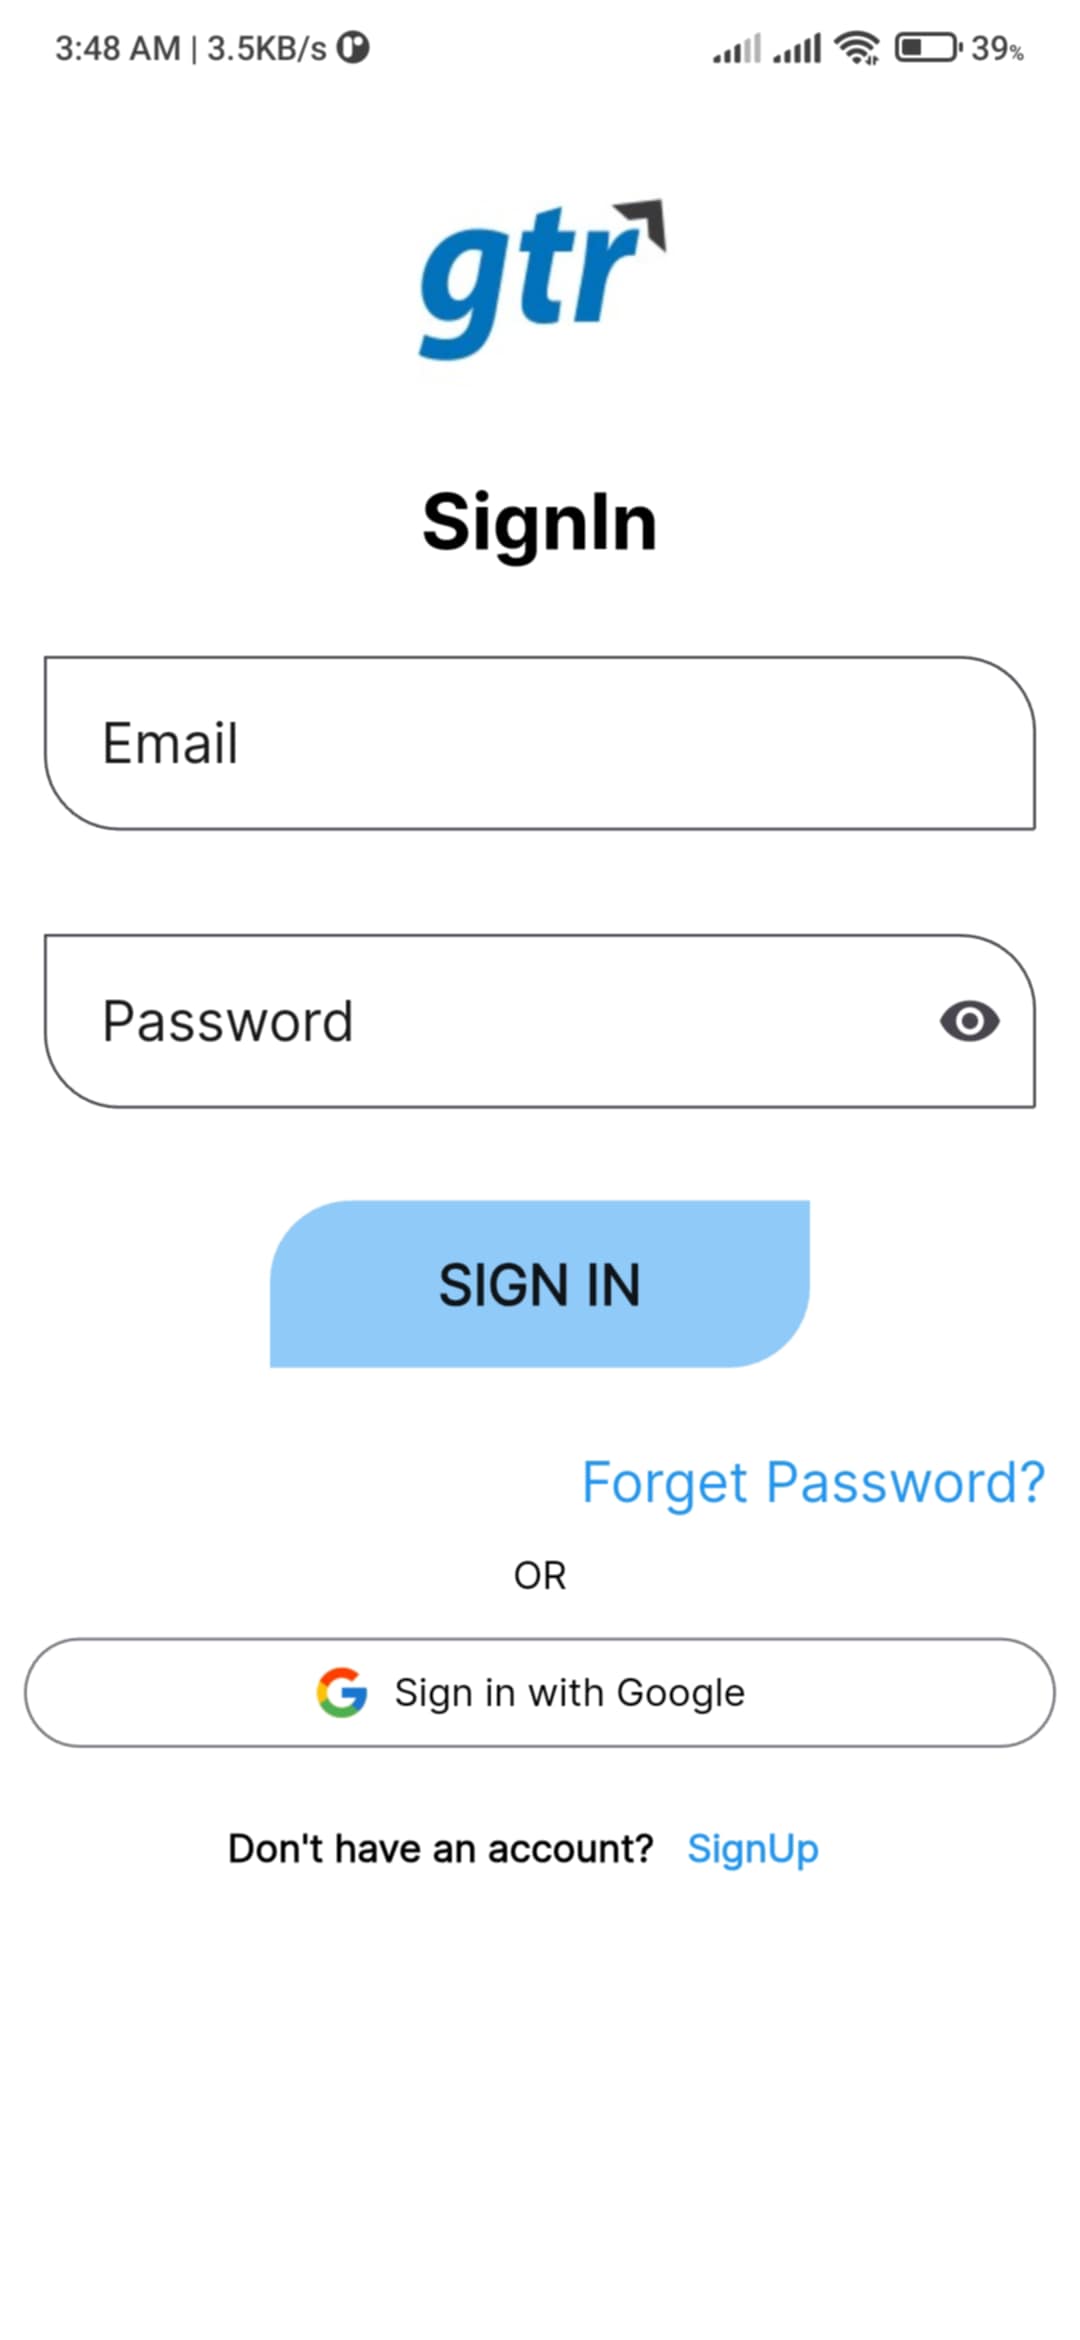 3:48 AM | 3.5KB/s 39%
gtr
SignIn
Email
Password
SIGN IN
Forget Password?
OR
Sign in with Google
Don't have an account? SignUp